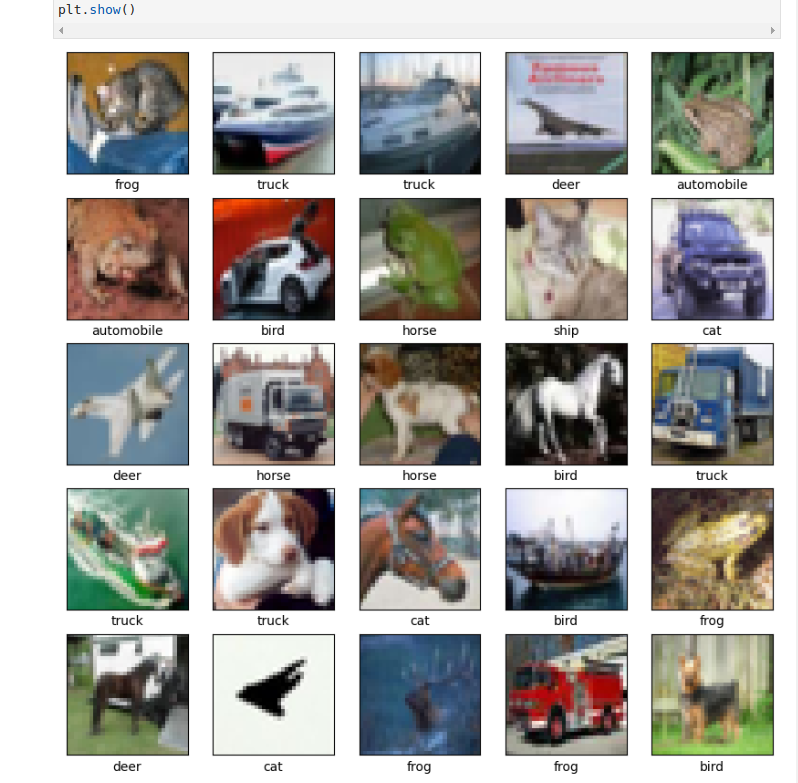 plt.show()
frog truck truck deer automobile
automobile bird horse ship cat
deer horse horse bird truck
truck truck cat bird frog
deer cat frog frog bird